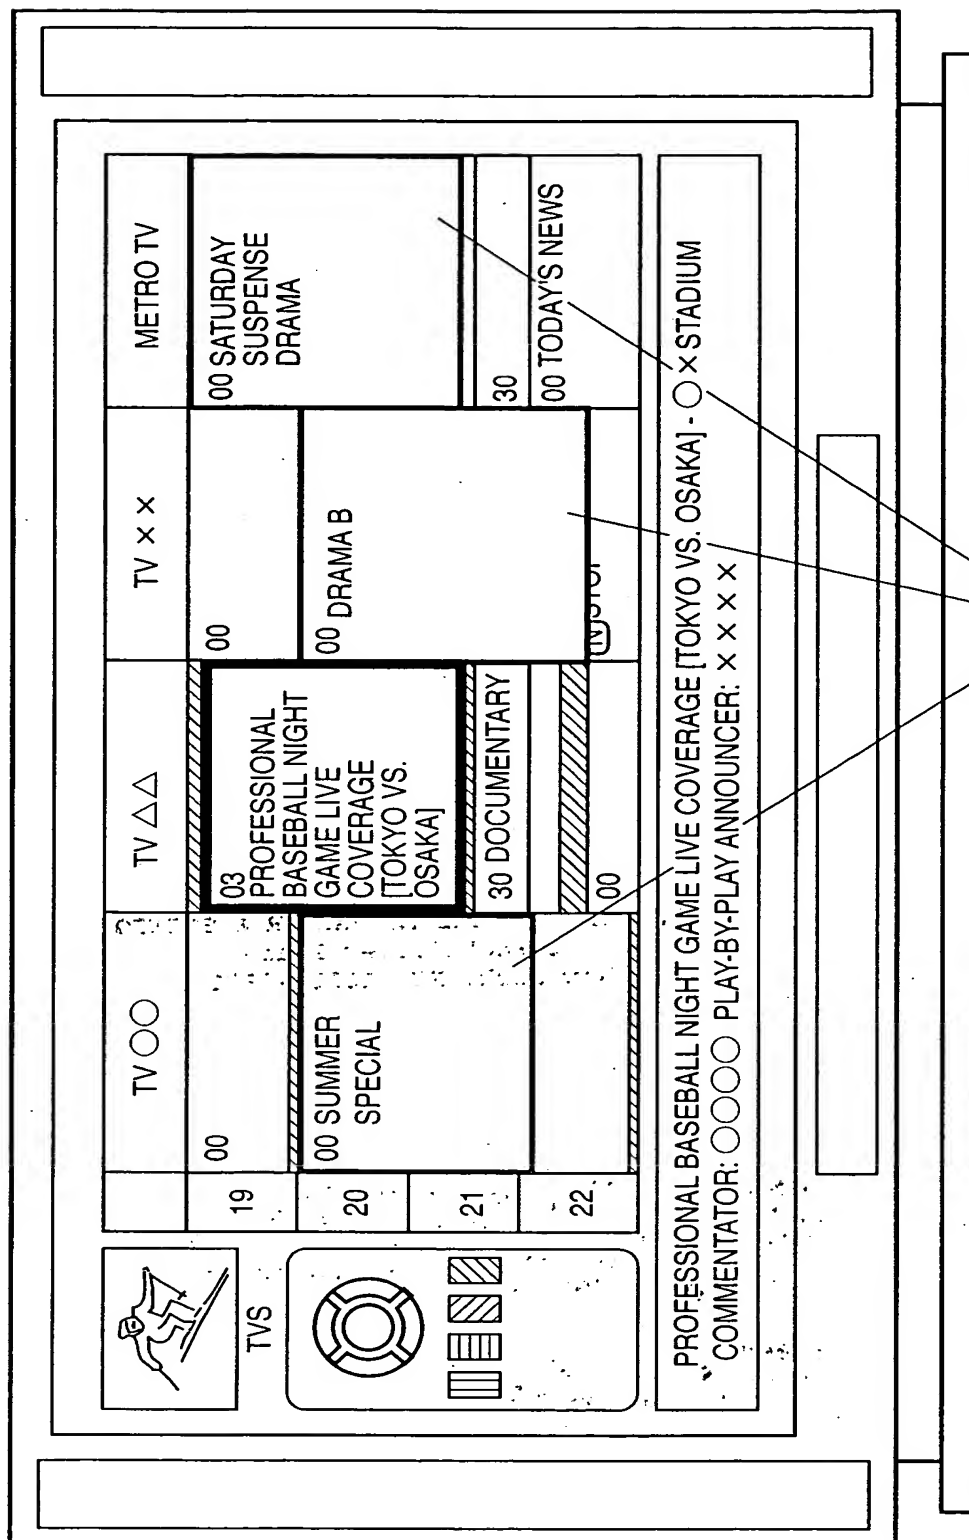 TV ○○
TV △△
TV ××
METRO TV
19
20
21
22
00
00 SUMMER
SPECIAL
03
PROFESSIONAL
BASEBALL NIGHT
GAME LIVE
COVERAGE
[TOKYO VS.
OSAKA]
30 DOCUMENTARY
00
00
00 DRAMA B
N
00 SATURDAY
SUSPENSE
DRAMA
30
00 TODAY'S NEWS
TVS
PROFESSIONAL BASEBALL NIGHT GAME LIVE COVERAGE [TOKYO VS. OSAKA] - ○×STADIUM
COMMENTATOR: ○○○○ PLAY-BY-PLAY ANNOUNCER: ××××